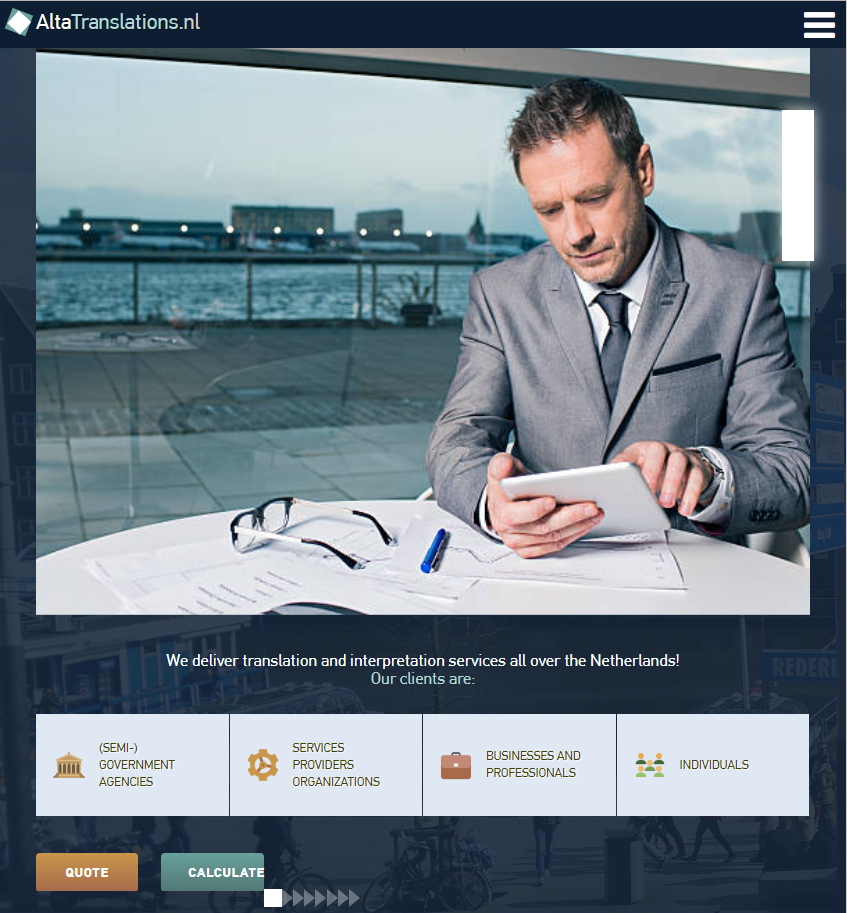 AltaTranslations.nl
We deliver translation and interpretation services all over the Netherlands!
Our clients are:
(SEMI-)
GOVERNMENT
AGENCIES
SERVICES
PROVIDERS
ORGANIZATIONS
BUSINESSES AND
PROFESSIONALS
INDIVIDUALS
REDERI
QUOTE
CALCULATE